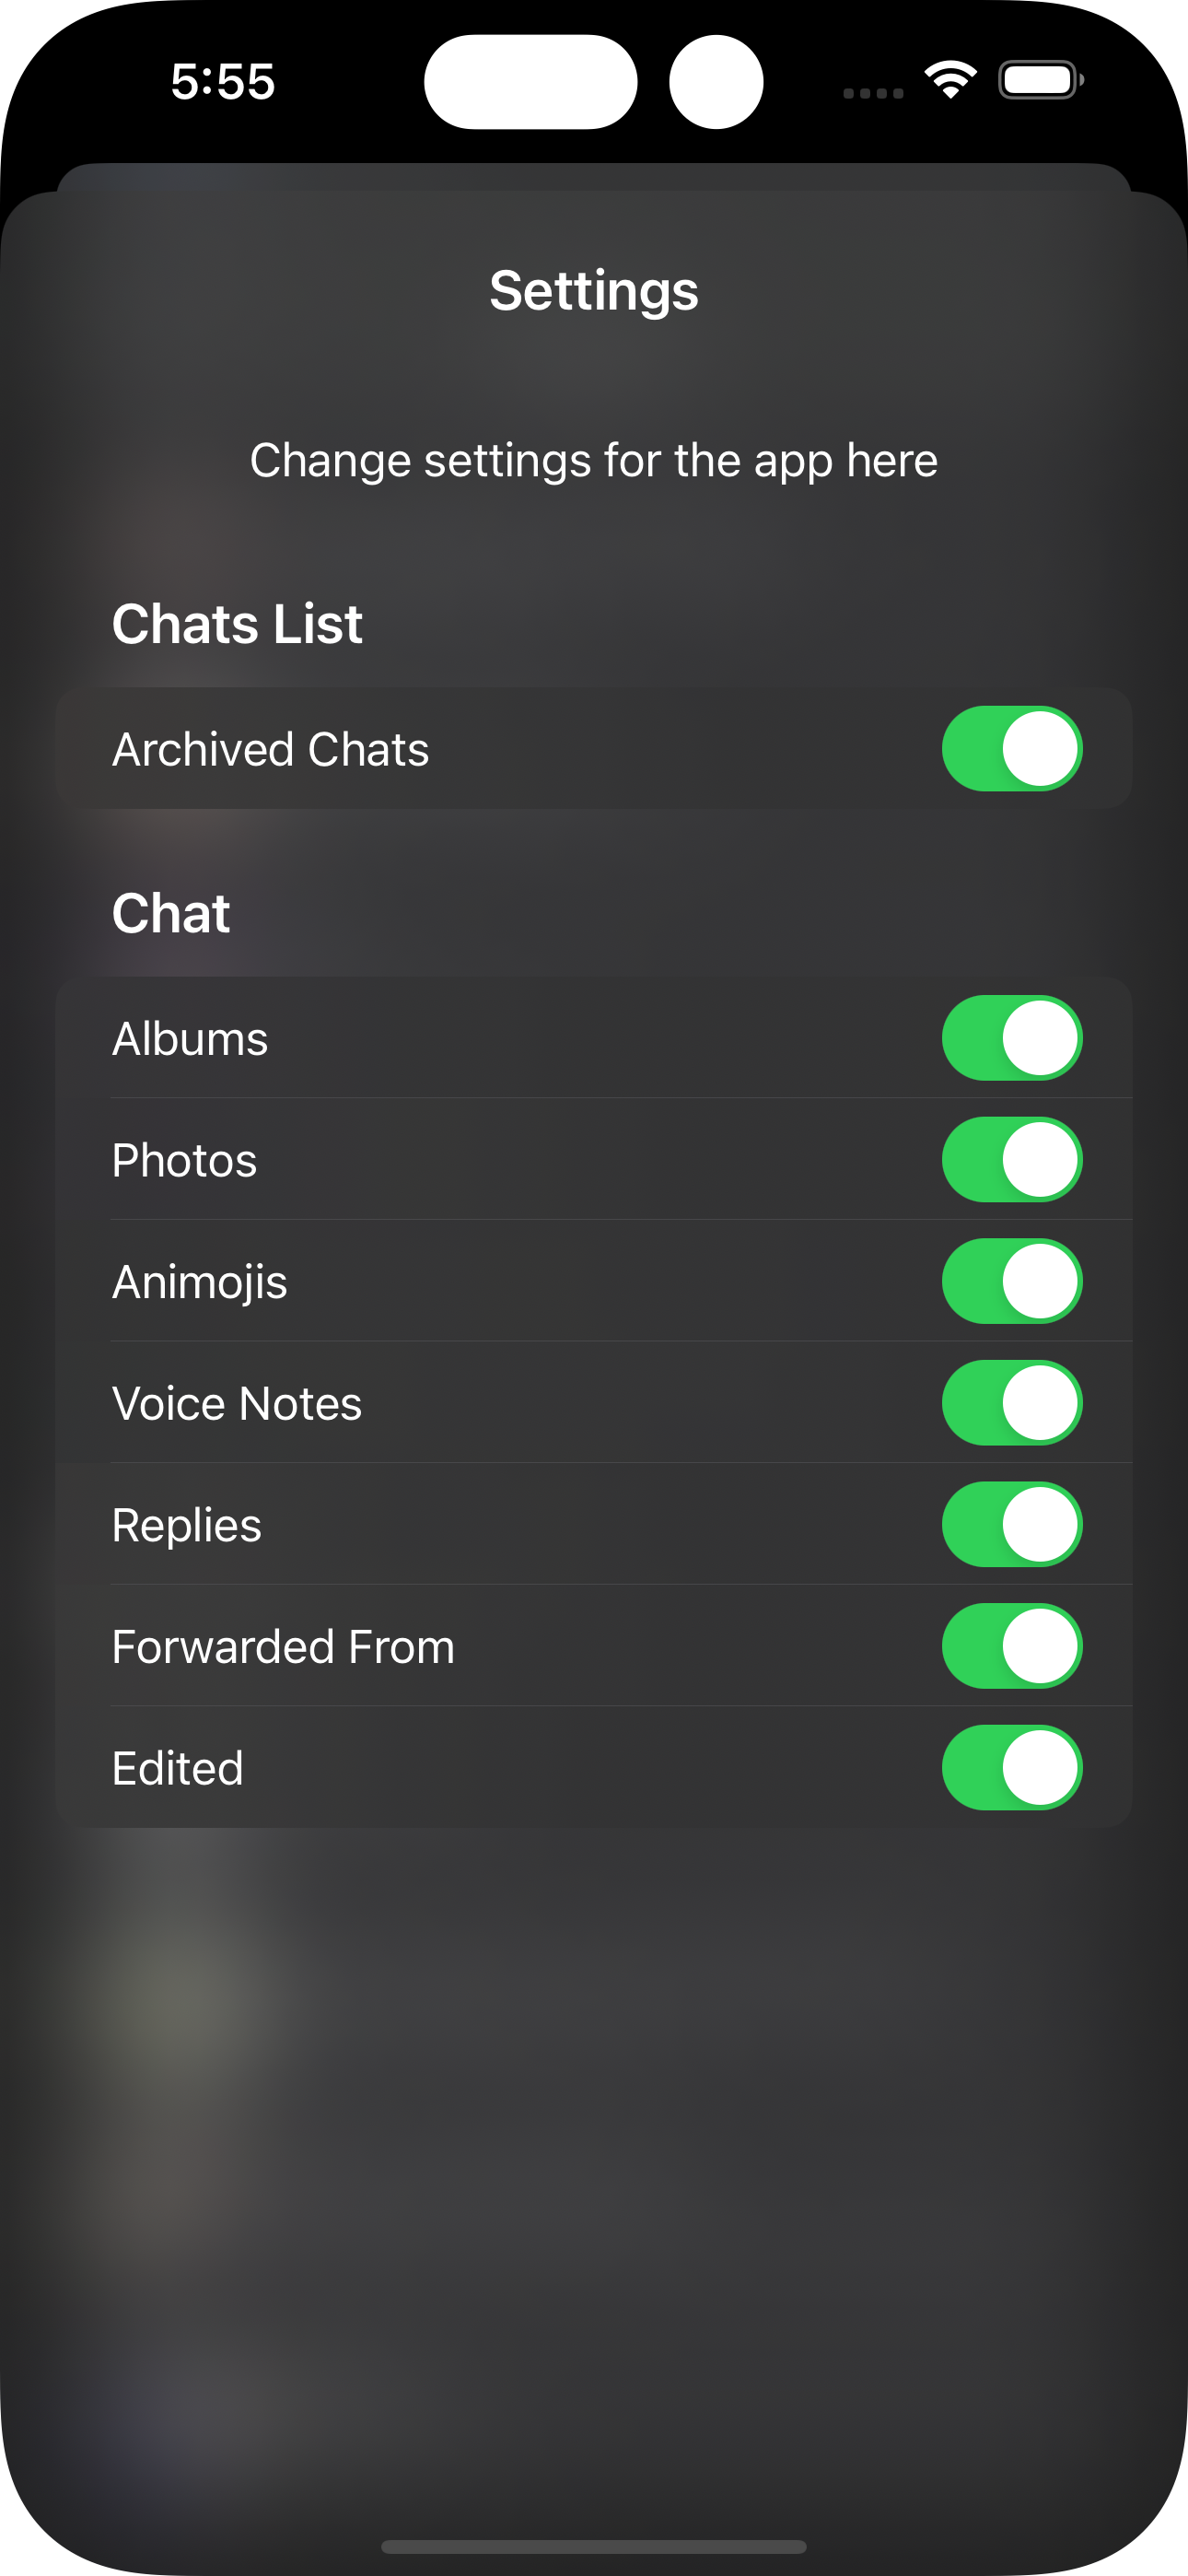 5:55
Settings
Change settings for the app here
Chats List
Archived Chats
Chat
Albums
Photos
Animojis
Voice Notes
Replies
Forwarded From
Edited